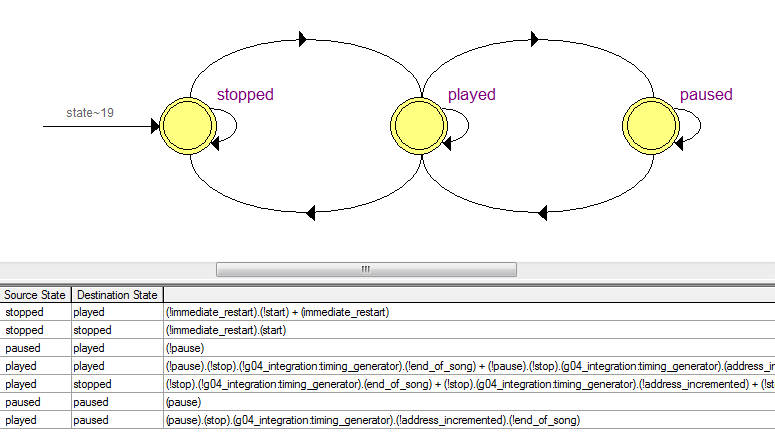 state~19
stopped
played
paused
Source State Destination State
stopped played (!immediate_restart).(!start) + (immediate_restart)
stopped stopped (!immediate_restart).(start)
paused played (!pause)
played played (!pause).(!stop).(!g04_integration:timing_generator).(!end_of_song) + (!pause).(!stop).(g04_integration:timing_generator).(address_in
played stopped (!stop).(!g04_integration:timing_generator).(end_of_song) + (!stop).(g04_integration:timing_generator).(!address_incremented) + (!st
paused paused (pause)
played paused (pause).(stop).(g04_integration:timing_generator).(!address_incremented).(!end_of_song)